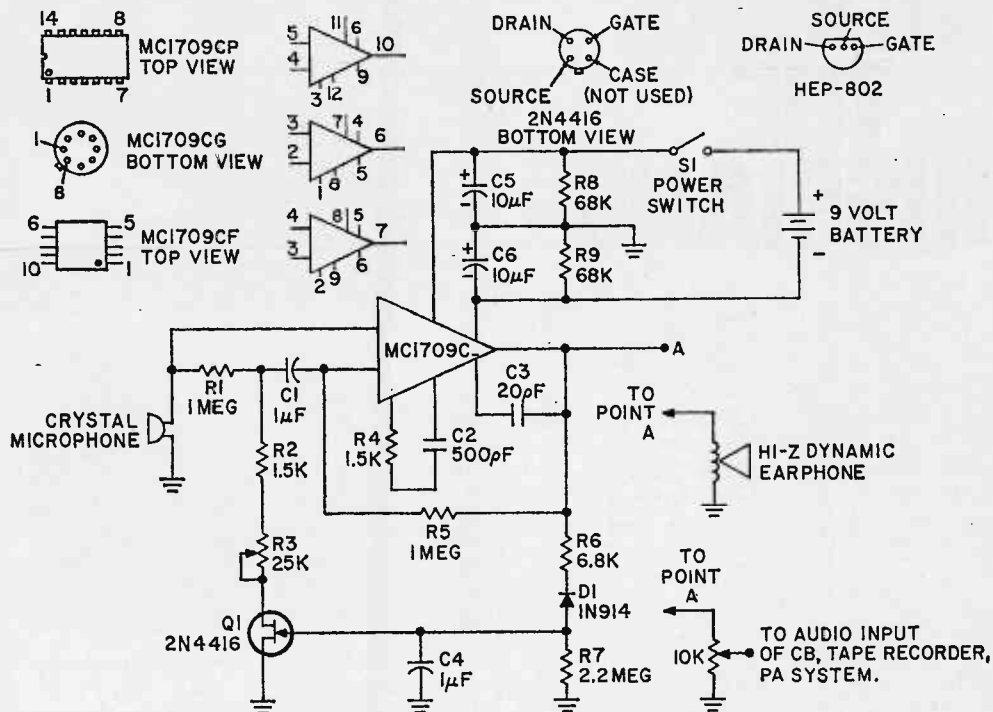 14 8
MC1709CP
TOP VIEW
1 7
5
4
11 6
10
3 12 9
DRAIN GATE
SOURCE CASE
(NOT USED)
2N4416
BOTTOM VIEW
SOURCE
DRAIN GATE
HEP-802
1
8
MC1709CG
BOTTOM VIEW
3
2
7 4
6
1 8 5
6 5
10 1
MC1709CF
TOP VIEW
4
3
8 5
7
2 9 6
+
-
C5
10µF
R8
68K
S1
POWER
SWITCH
+
-
9 VOLT
BATTERY
+
-
C6
10µF
R9
68K
MC1709C_
A
CRYSTAL
MICROPHONE
R1
1MEG
C1
1µF
R2
1.5K
R4
1.5K
C2
500pF
C3
20pF
TO
POINT
A
HI-Z DYNAMIC
EARPHONE
R5
1MEG
R3
25K
R6
6.8K
D1
1N914
Q1
2N4416
C4
1µF
R7
2.2MEG
TO
POINT
A
10K
TO AUDIO INPUT
OF CB, TAPE RECORDER,
PA SYSTEM.